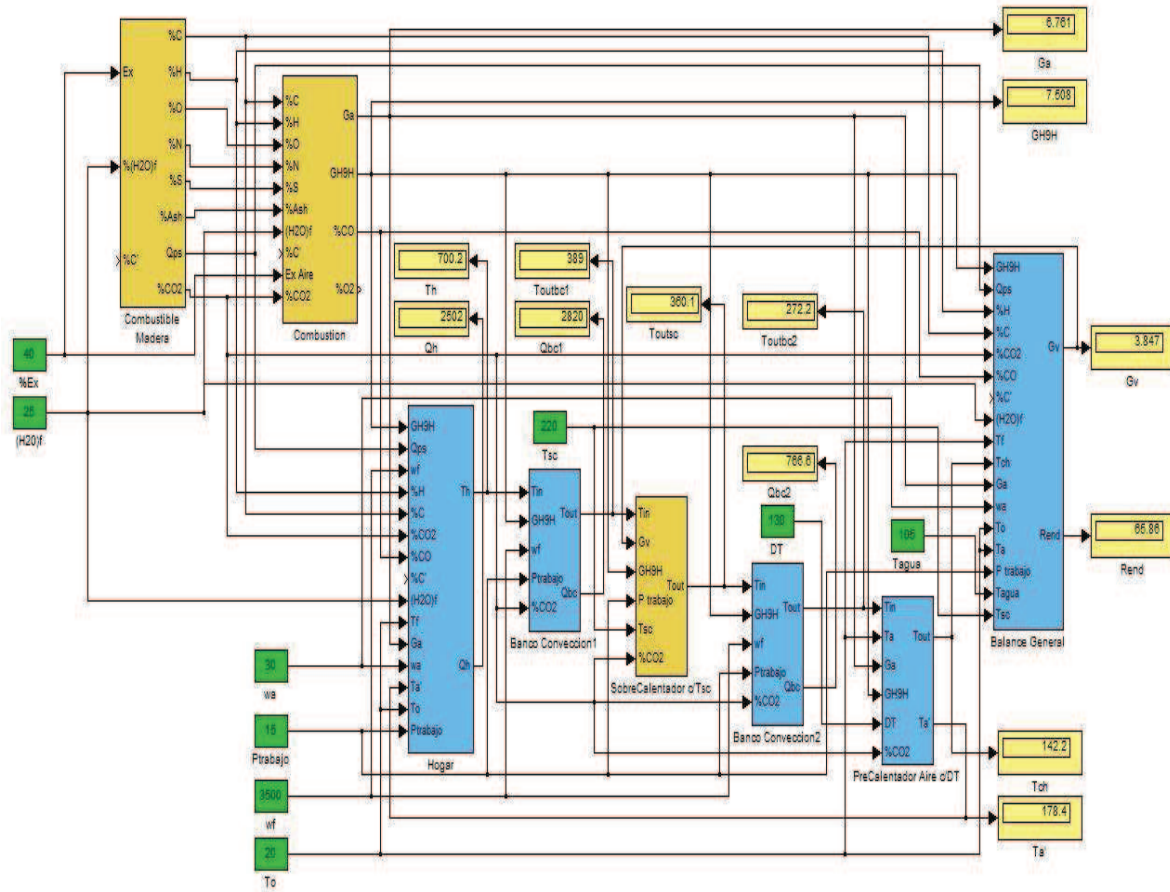 %C
Ex
%H
%O
%(H2O)f
%N
%S
%Ash
Qps
%C'
%CO2
Combustible
Madera
%C
%H
%O
%N
%S
%Ash
(H2O)f
%C'
Ex Aire
%CO2
Ga
GH9H
%CO
%O2
Combustion
6.761
Ga
7.508
GH9H
700.2
Th
2502
Qh
389
Toutbc1
2820
Qbc1
360.1
Toutsc
272.2
Toutbc2
40
%Ex
25
(H2O)f
GH9H
Qps
%H
%C
%CO2
%CO
%C'
(H2O)f
Tf
Tch
Ga
wa
To
Ta
P trabajo
Tagua
Tsc
Gv
Rend
Balance General
3.847
Gv
65.86
Rend
220
Tsc
766.6
Qbc2
130
DT
105
Tagua
GH9H
Qps
wf
%H
%C
%CO2
%CO
%C'
(H2O)f
Tf
Ga
wa
Ta'
To
Ptrabajo
Th
Qh
Hogar
Tin
GH9H
wf
Ptrabajo
%CO2
Tout
Qbc
Banco Conveccion1
Tin
Gv
GH9H
P trabajo
Tsc
%CO2
Tout
SobreCalentador c/Tsc
Tin
GH9H
wf
Ptrabajo
%CO2
Tout
Qbc
Banco Conveccion2
Tin
Ta
Ga
GH9H
DT
%CO2
Tout
Ta'
PreCalentador Aire c/DT
30
wa
15
Ptrabajo
3500
wf
20
To
142.2
Tch
178.4
Ta'